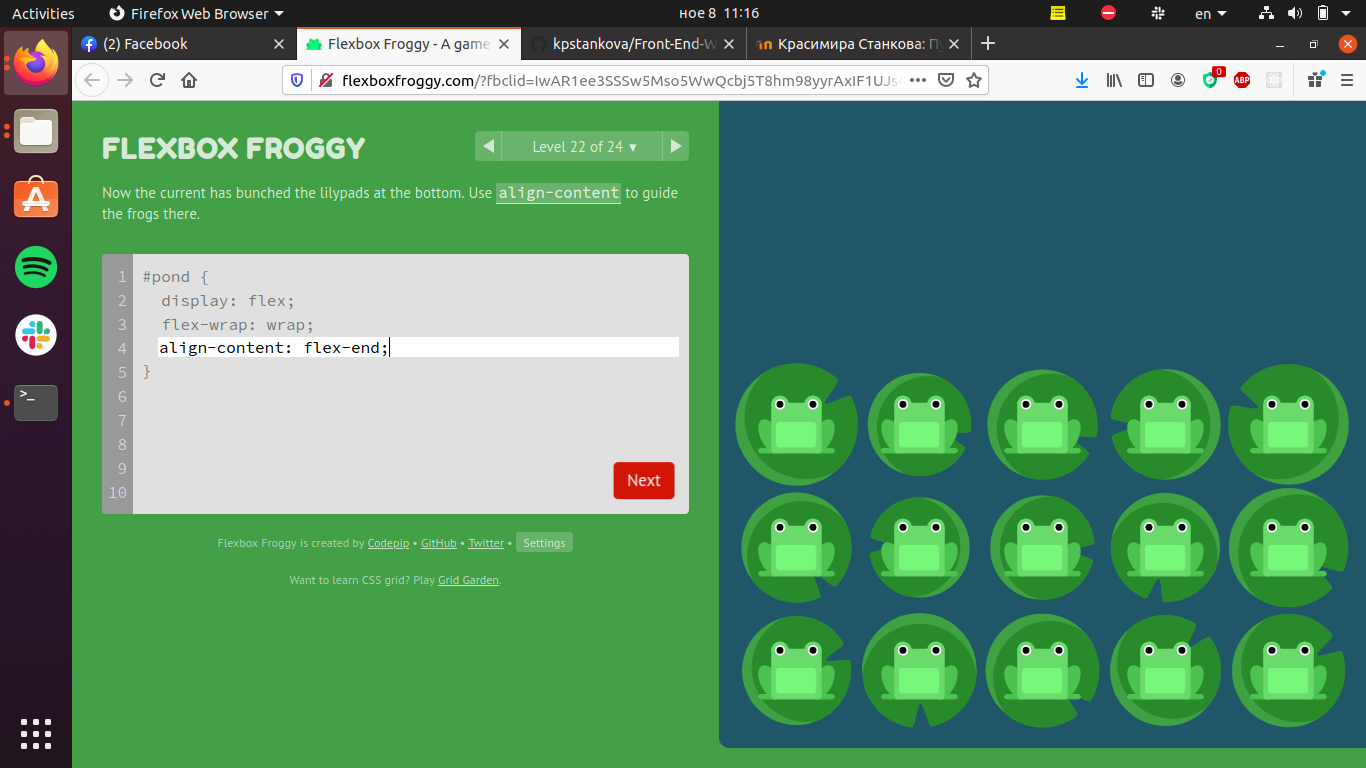 Activities Firefox Web Browser ное 8 11:16 en
(2) Facebook Flexbox Froggy - A game kpstankova/Front-End-W Красимира Станкова: П
flexboxfroggy.com/?fbclid=IwAR1ee3SSSw5Mso5WwQcbj5T8hm98yyrAxIF1UJs 0 ABP
FLEXBOX FROGGY
Level 22 of 24
Now the current has bunched the lilypads at the bottom. Use align-content to guide
the frogs there.
1 #pond {
2 display: flex;
3 flex-wrap: wrap;
4 align-content: flex-end;
5 }
6
7
8
9
10
Next
Flexbox Froggy is created by Codepip • GitHub • Twitter • Settings
Want to learn CSS grid? Play Grid Garden.